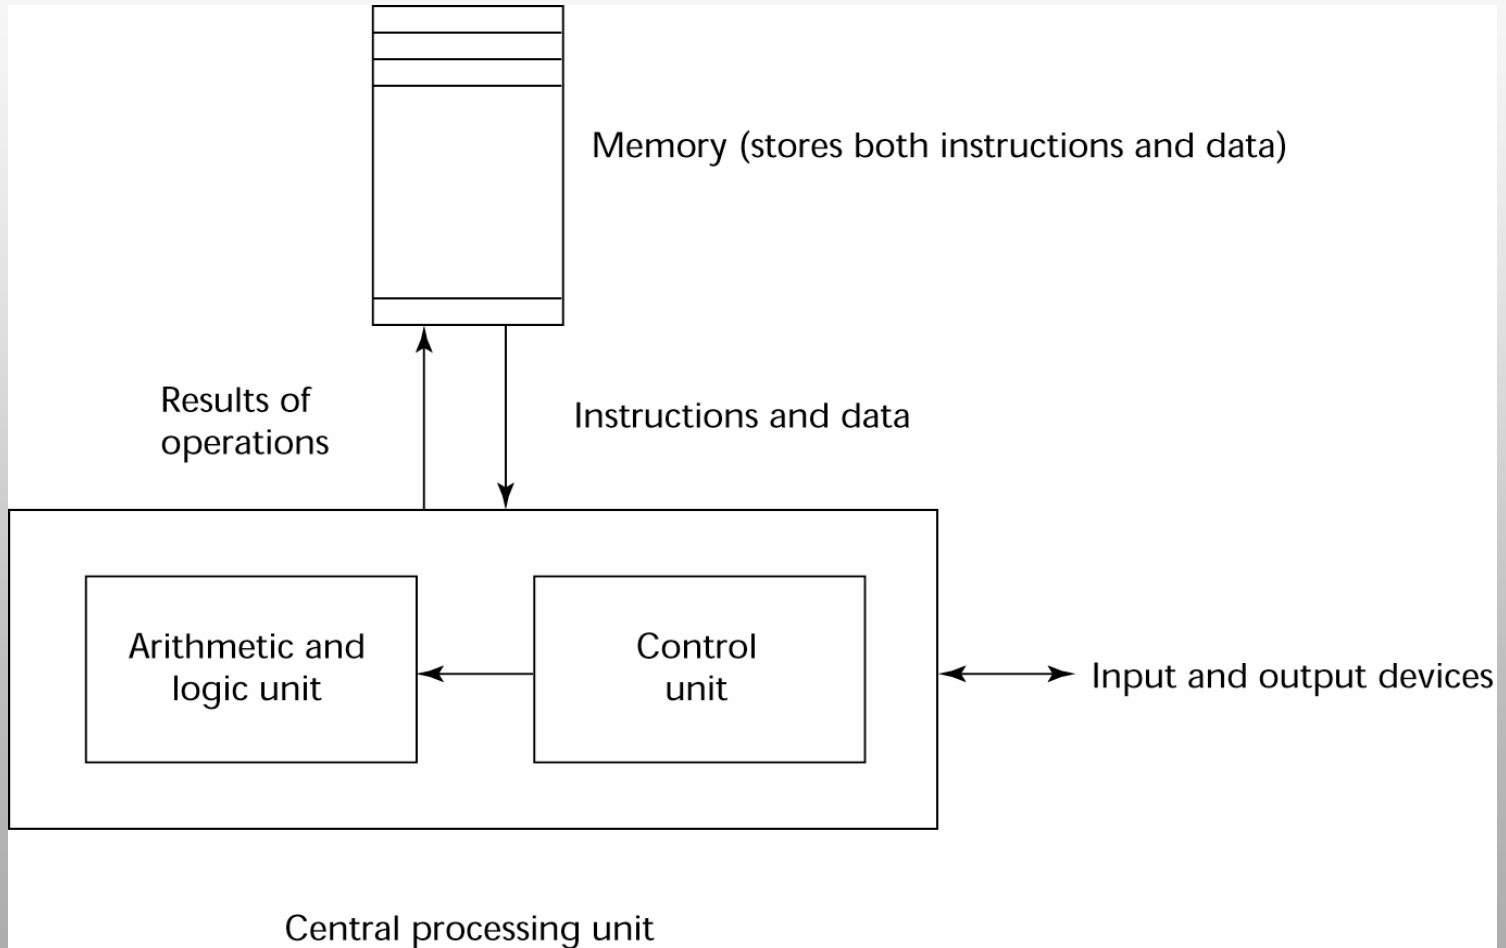 Memory (stores both instructions and data)
Results of
operations
Instructions and data
Arithmetic and
logic unit
Control
unit
Input and output devices
Central processing unit